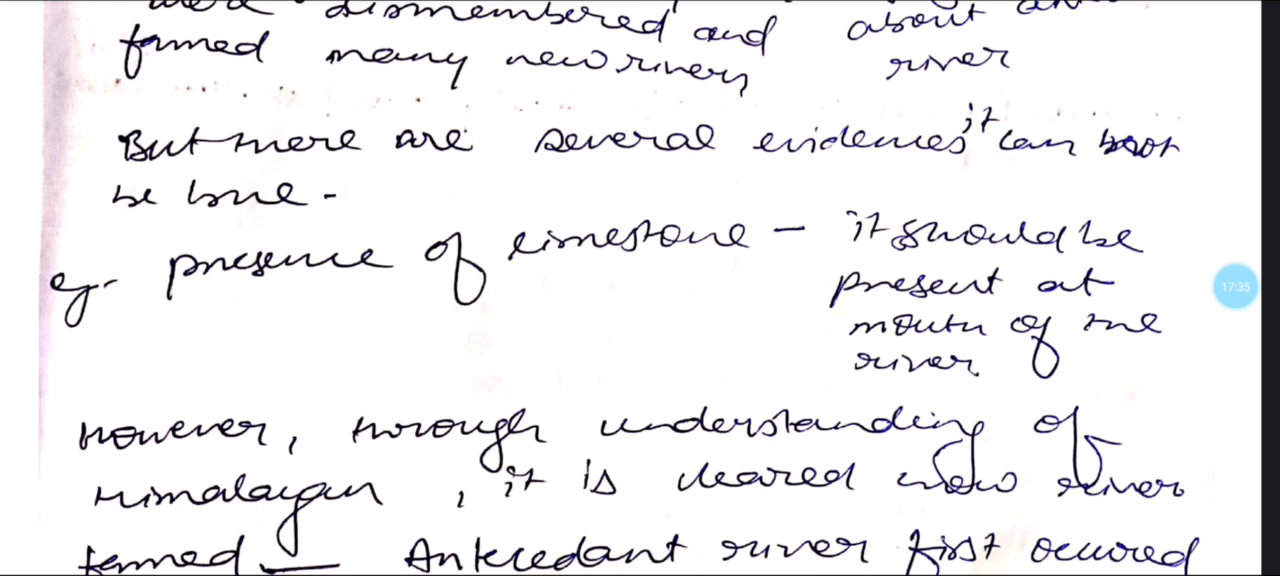 dismembered and about
formed many new rivers river
But there are several evidences it can not
be true -
eg. presence of limestone - it should be
present at
mouth of the
river
17:35
However, through understanding of
Himalayan, it is cleared how river
formed - Antecedant river first occured